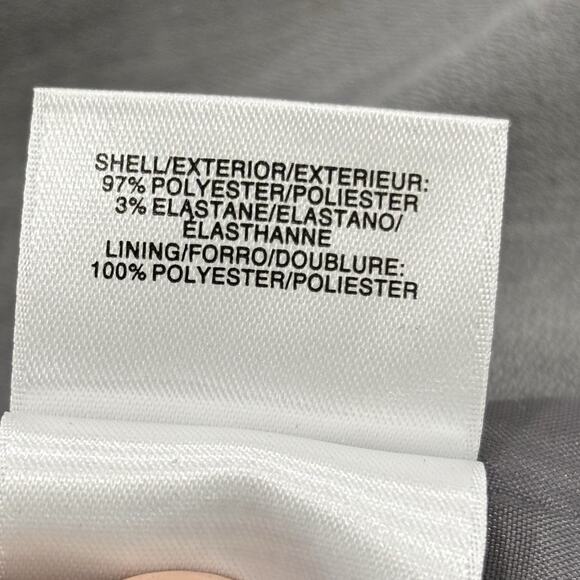 SHELL/EXTERIOR/EXTERIEUR:
97% POLYESTER/POLIESTER
3% ELASTANE/ELASTANO/
ÉLASTHANNE
LINING/FORRO/DOUBLURE:
100% POLYESTER/POLIESTER